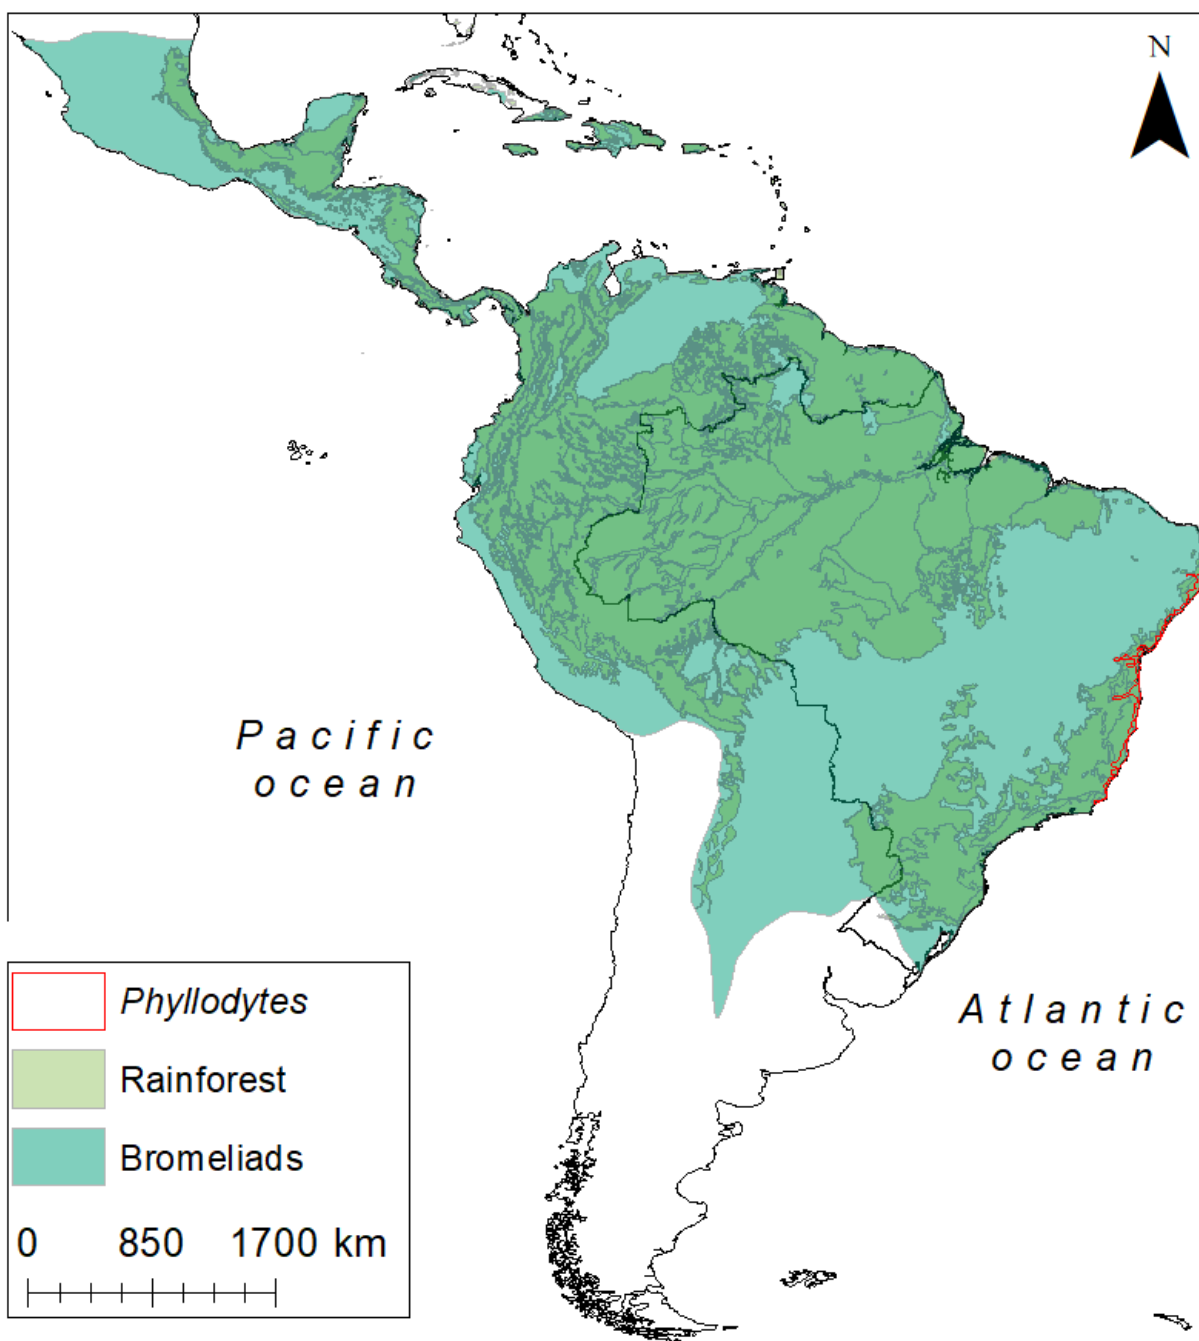 N
Pacific
ocean
Atlantic
ocean
Phyllodytes
Rainforest
Bromeliads
0 850 1700 km